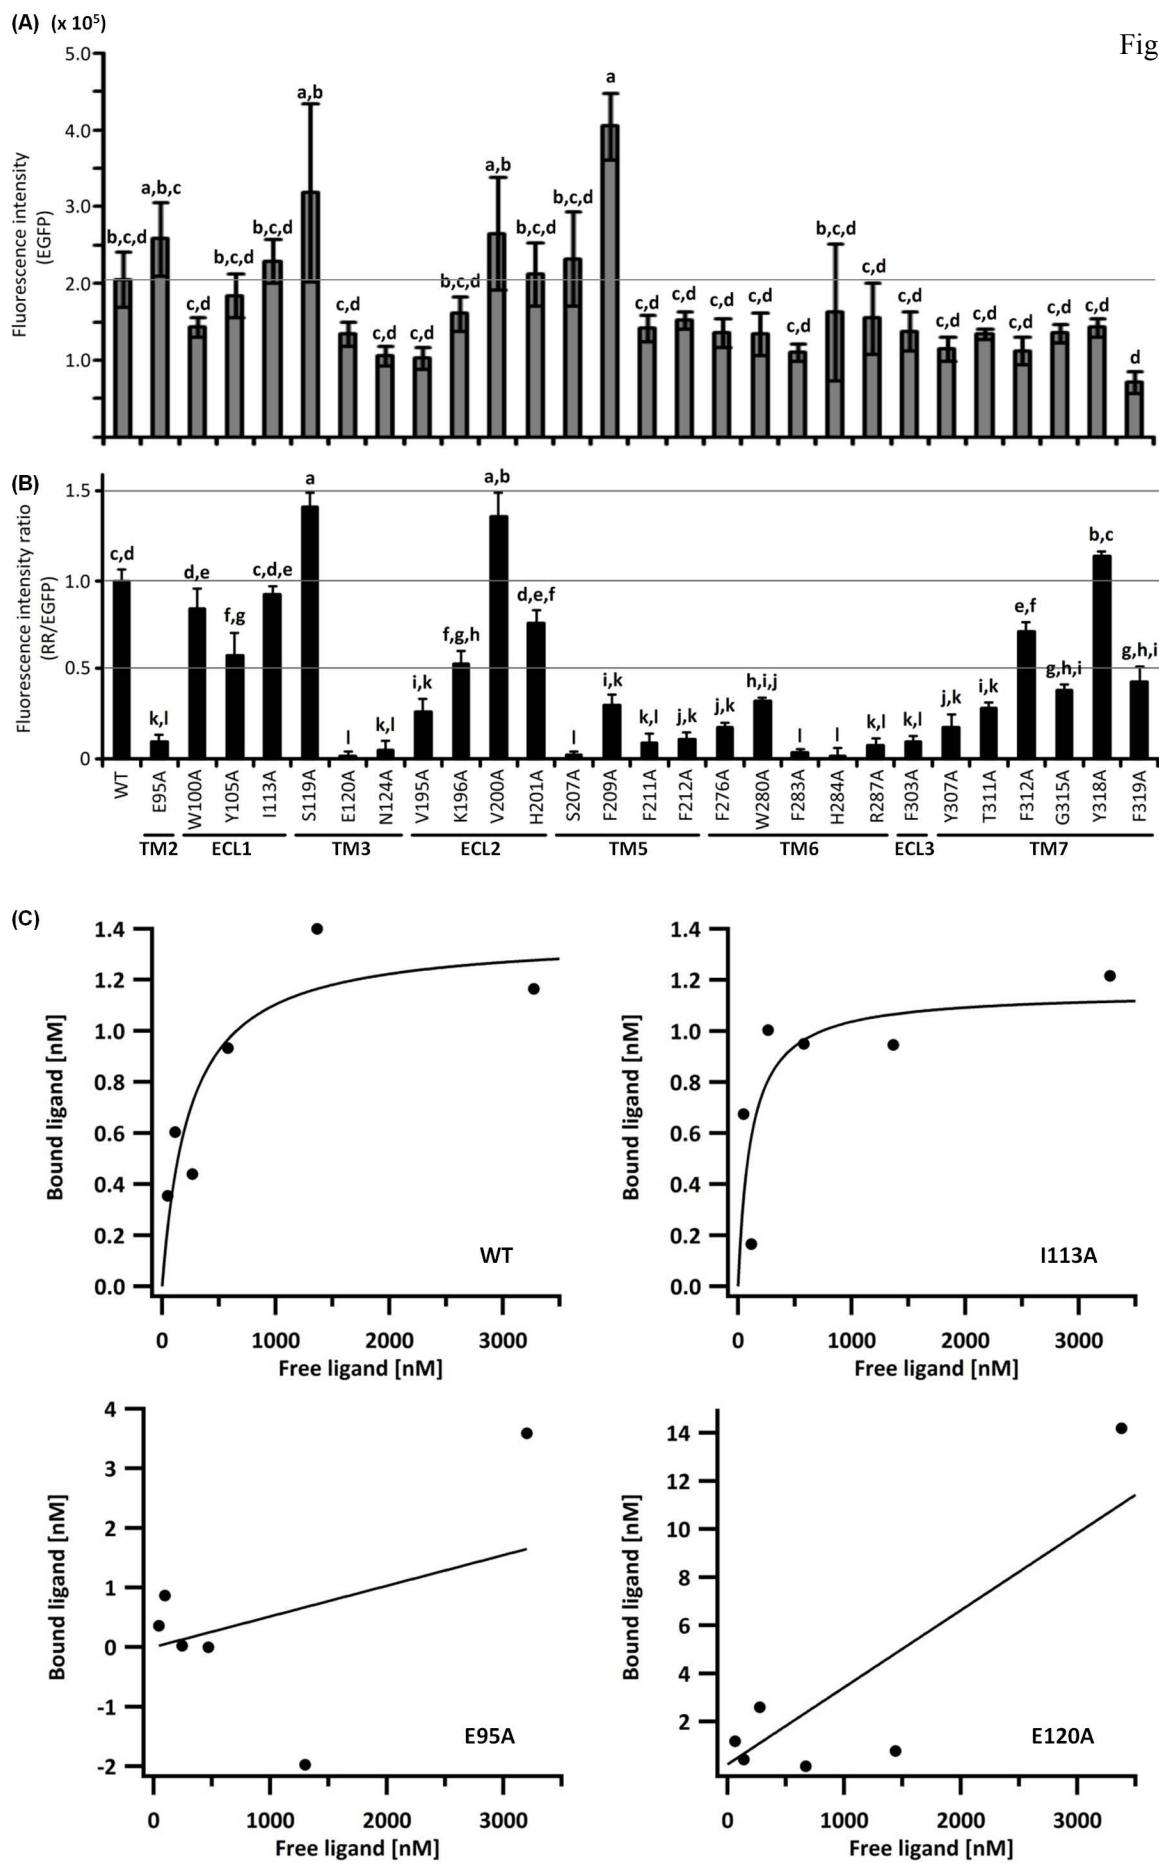 (A) (x 10⁵)
Fig
Fluorescence intensity
(EGFP)
5.0
4.0
3.0
2.0
1.0
b,c,d
a,b,c
c,d
b,c,d
b,c,d
a,b
c,d
c,d
c,d
b,c,d
a,b
b,c,d
b,c,d
a
c,d
c,d
c,d
c,d
c,d
b,c,d
c,d
c,d
c,d
c,d
c,d
c,d
c,d
d
(B)
Fluorescence intensity ratio
(RR/EGFP)
1.5
1.0
0.5
0
c,d
k,l
d,e
f,g
c,d,e
a
l
k,l
i,k
f,g,h
a,b
d,e,f
l
i,k
k,l
j,k
j,k
h,i,j
l
l
k,l
k,l
j,k
i,k
e,f
g,h,i
b,c
g,h,i
WT
E95A
W100A
Y105A
I113A
S119A
E120A
N124A
V195A
K196A
V200A
H201A
S207A
F209A
F211A
F212A
F276A
W280A
F283A
H284A
R287A
F303A
Y307A
T311A
F312A
G315A
Y318A
F319A
TM2 ECL1 TM3 ECL2 TM5 TM6 ECL3 TM7
(C)
Bound ligand [nM]
1.4
1.2
1.0
0.8
0.6
0.4
0.2
0.0
WT
0 1000 2000 3000
Free ligand [nM]
Bound ligand [nM]
1.4
1.2
1.0
0.8
0.6
0.4
0.2
0.0
I113A
0 1000 2000 3000
Free ligand [nM]
Bound ligand [nM]
4
3
2
1
0
-1
-2
E95A
0 1000 2000 3000
Free ligand [nM]
Bound ligand [nM]
14
12
10
8
6
4
2
E120A
0 1000 2000 3000
Free ligand [nM]